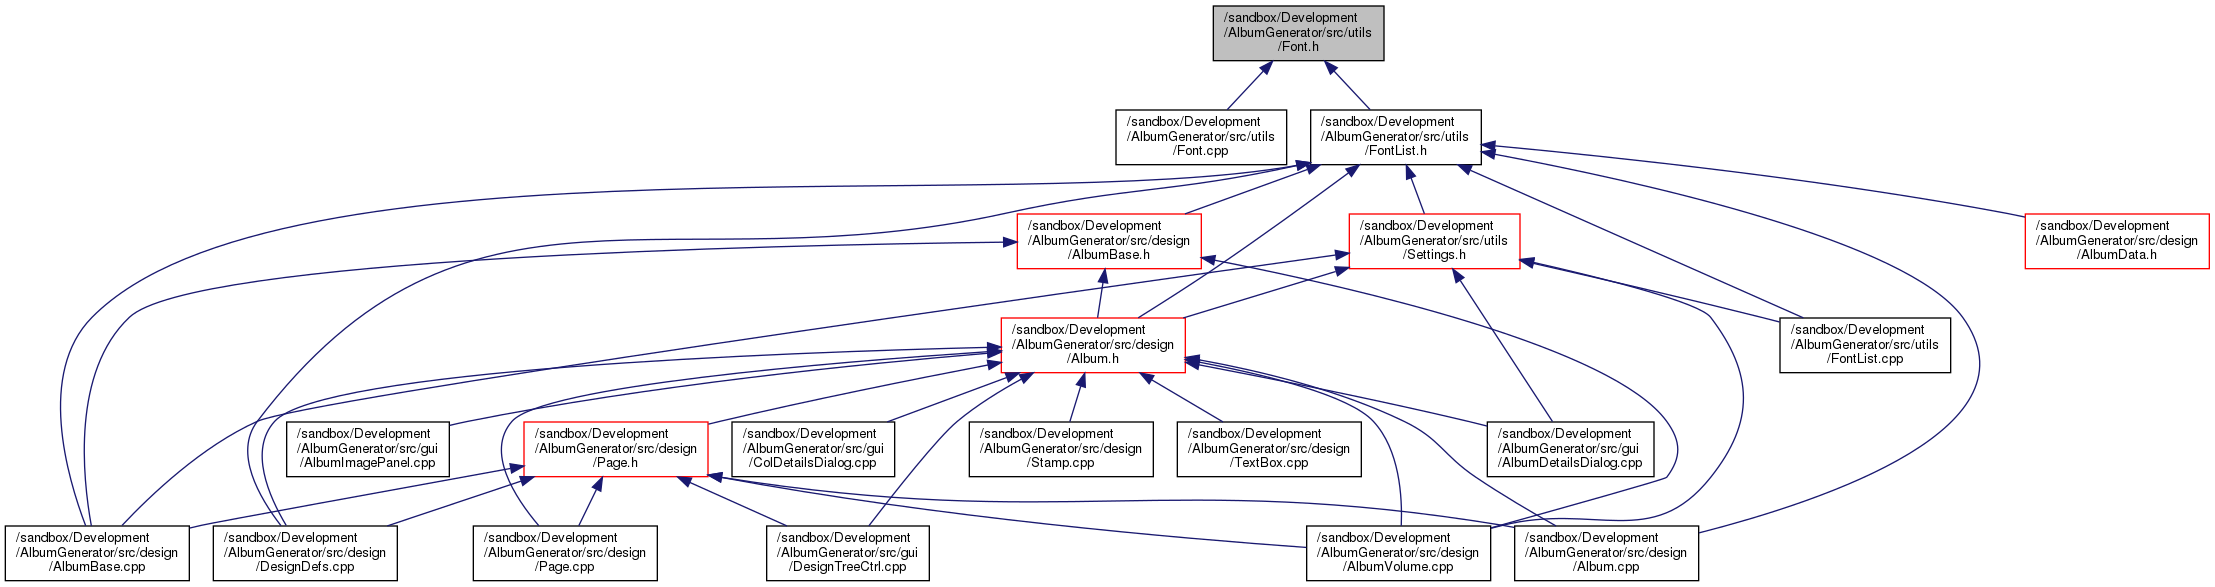 /sandbox/Development
/AlbumGenerator/src/utils
/Font.h
/sandbox/Development
/AlbumGenerator/src/utils
/Font.cpp
/sandbox/Development
/AlbumGenerator/src/utils
/FontList.h
/sandbox/Development
/AlbumGenerator/src/design
/AlbumBase.h
/sandbox/Development
/AlbumGenerator/src/utils
/Settings.h
/sandbox/Development
/AlbumGenerator/src/design
/AlbumData.h
/sandbox/Development
/AlbumGenerator/src/design
/Album.h
/sandbox/Development
/AlbumGenerator/src/utils
/FontList.cpp
/sandbox/Development
/AlbumGenerator/src/gui
/AlbumImagePanel.cpp
/sandbox/Development
/AlbumGenerator/src/design
/Page.h
/sandbox/Development
/AlbumGenerator/src/gui
/ColDetailsDialog.cpp
/sandbox/Development
/AlbumGenerator/src/design
/Stamp.cpp
/sandbox/Development
/AlbumGenerator/src/design
/TextBox.cpp
/sandbox/Development
/AlbumGenerator/src/gui
/AlbumDetailsDialog.cpp
/sandbox/Development
/AlbumGenerator/src/design
/AlbumBase.cpp
/sandbox/Development
/AlbumGenerator/src/design
/DesignDefs.cpp
/sandbox/Development
/AlbumGenerator/src/design
/Page.cpp
/sandbox/Development
/AlbumGenerator/src/gui
/DesignTreeCtrl.cpp
/sandbox/Development
/AlbumGenerator/src/design
/AlbumVolume.cpp
/sandbox/Development
/AlbumGenerator/src/design
/Album.cpp